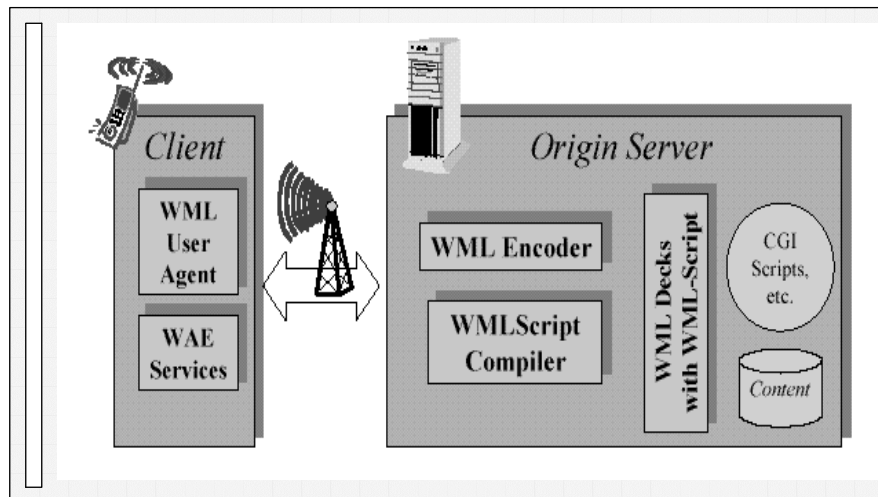 Client
WML
User
Agent
WAE
Services
Origin Server
WML Encoder
WMLScript
Compiler
WML Decks
with WML-Script
CGI
Scripts,
etc.
Content